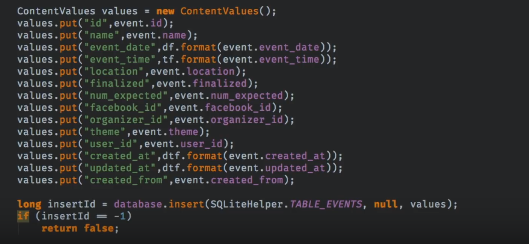 ContentValues values = new ContentValues();
values.put("id",event.id);
values.put("name",event.name);
values.put("event_date",df.format(event.event_date));
values.put("event_time",tf.format(event.event_time));
values.put("location",event.location);
values.put("finalized",event.finalized);
values.put("num_expected",event.num_expected);
values.put("facebook_id",event.facebook_id);
values.put("organizer_id",event.organizer_id);
values.put("theme",event.theme);
values.put("user_id",event.user_id);
values.put("created_at",dtf.format(event.created_at));
values.put("updated_at",dtf.format(event.updated_at));
values.put("created_from",event.created_from);
long insertId = database.insert(SQLiteHelper.TABLE_EVENTS, null, values);
if (insertId == -1)
return false;